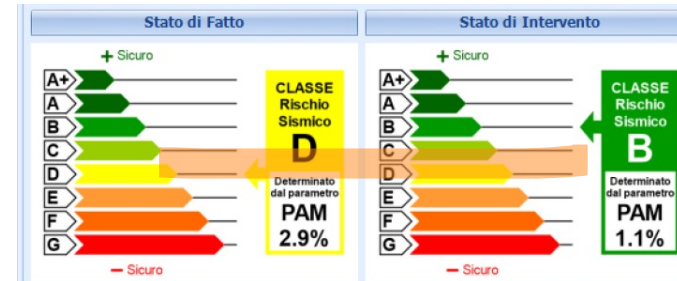 Stato di Fatto
+ Sicuro
A+
A
B
C
D
E
F
G
− Sicuro
CLASSE
Rischio
Sismico
D
Determinato
dal parametro
PAM
2.9%
Stato di Intervento
+ Sicuro
A+
A
B
C
D
E
F
G
− Sicuro
CLASSE
Rischio
Sismico
B
Determinato
dal parametro
PAM
1.1%